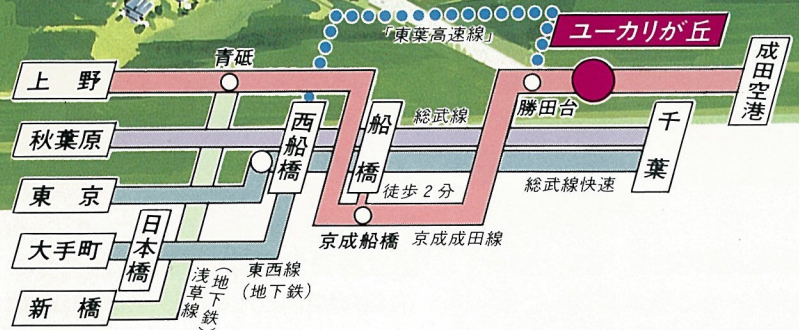 「東葉高速線」
ユーカリが丘
成田空港
上野
青砥
勝田台
秋葉原
西船橋
船橋
総武線
千葉
東京
徒歩2分
総武線快速
日本橋
京成船橋
京成成田線
大手町
東西線
(地下鉄)
浅草線
(地下鉄)
新橋